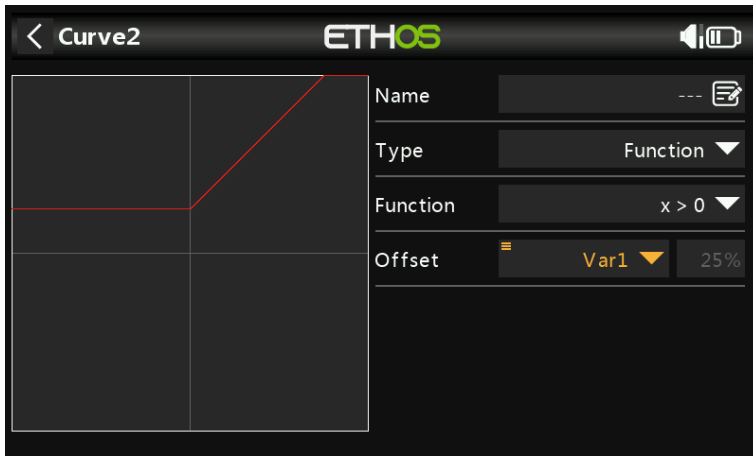 Curve2
ETHOS
Name ---
Type Function
Function x > 0
Offset Var1 25%